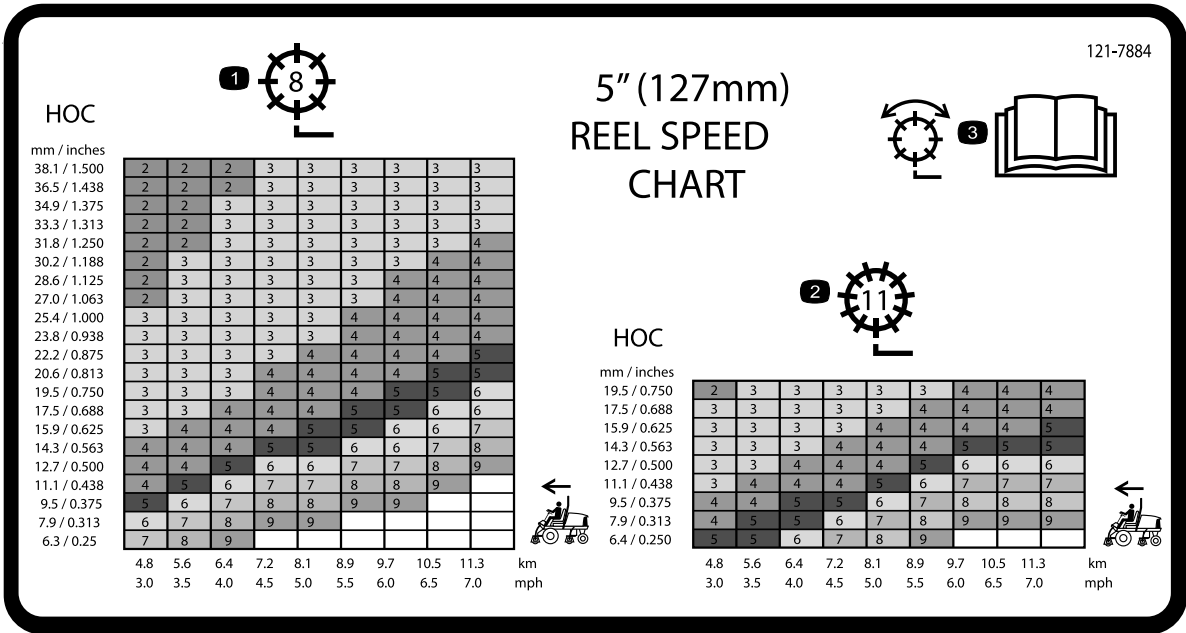 121-7884
5” (127mm)
REEL SPEED
CHART
1
8
3
HOC
mm / inches
38.1 / 1.500 2 2 2 3 3 3 3 3 3
36.5 / 1.438 2 2 2 3 3 3 3 3 3
34.9 / 1.375 2 2 3 3 3 3 3 3 3
33.3 / 1.313 2 2 3 3 3 3 3 3 3
31.8 / 1.250 2 2 3 3 3 3 3 3 4
30.2 / 1.188 2 3 3 3 3 3 3 4 4
28.6 / 1.125 2 3 3 3 3 3 4 4 4
27.0 / 1.063 2 3 3 3 3 3 4 4 4
25.4 / 1.000 3 3 3 3 3 4 4 4 4
23.8 / 0.938 3 3 3 3 3 4 4 4 4
22.2 / 0.875 3 3 3 3 4 4 4 4 5
20.6 / 0.813 3 3 3 4 4 4 4 5 5
19.5 / 0.750 3 3 3 4 4 4 5 5 6
17.5 / 0.688 3 3 4 4 4 5 5 6 6
15.9 / 0.625 3 4 4 4 5 5 6 6 7
14.3 / 0.563 4 4 4 5 5 6 6 7 8
12.7 / 0.500 4 4 5 6 6 7 7 8 9
11.1 / 0.438 4 5 6 7 7 8 8 9
9.5 / 0.375 5 6 7 8 8 9 9
7.9 / 0.313 6 7 8 9 9
6.3 / 0.25 7 8 9
4.8 5.6 6.4 7.2 8.1 8.9 9.7 10.5 11.3 km
3.0 3.5 4.0 4.5 5.0 5.5 6.0 6.5 7.0 mph
2
11
HOC
mm / inches
19.5 / 0.750 2 3 3 3 3 3 4 4 4
17.5 / 0.688 3 3 3 3 3 4 4 4 4
15.9 / 0.625 3 3 3 3 4 4 4 4 5
14.3 / 0.563 3 3 3 4 4 4 5 5 5
12.7 / 0.500 3 3 4 4 4 5 6 6 6
11.1 / 0.438 3 4 4 4 5 6 7 7 7
9.5 / 0.375 4 4 5 5 6 7 8 8 8
7.9 / 0.313 4 5 5 6 7 8 9 9 9
6.4 / 0.250 5 5 6 7 8 9
4.8 5.6 6.4 7.2 8.1 8.9 9.7 10.5 11.3 km
3.0 3.5 4.0 4.5 5.0 5.5 6.0 6.5 7.0 mph